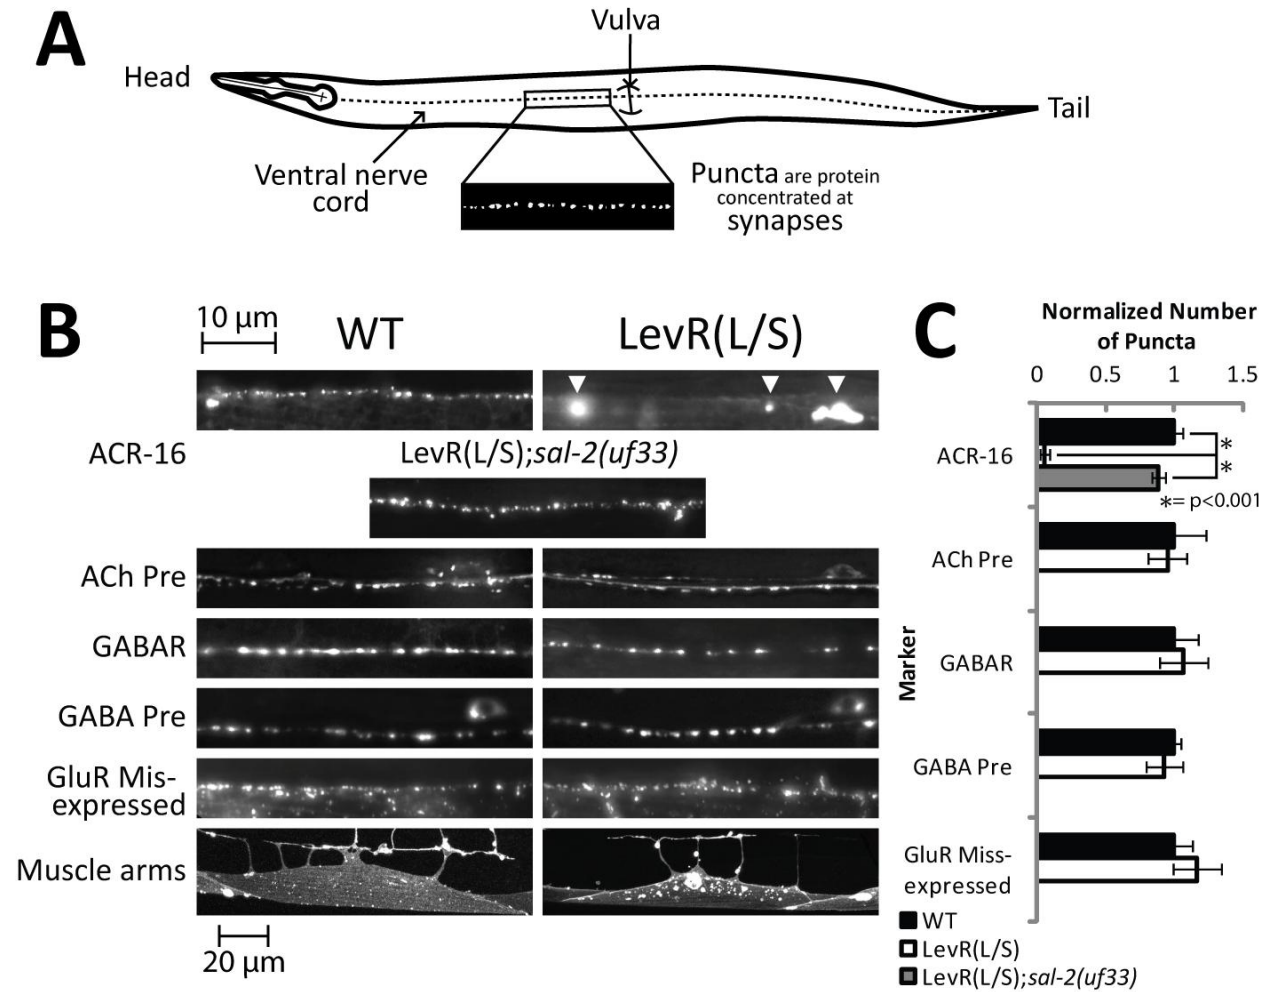 A
Vulva
Head
Tail
Ventral nerve
cord
Puncta are protein
concentrated at
synapses
B
10 µm
WT
LevR(L/S)
ACR-16
LevR(L/S);sal-2(uf33)
ACh Pre
GABAR
GABA Pre
GluR Mis-
expressed
Muscle arms
20 µm
C
Normalized Number
of Puncta
0 0.5 1 1.5
ACR-16
*
*
*= p<0.001
ACh Pre
Marker
GABAR
GABA Pre
GluR Miss-
expressed
WT
LevR(L/S)
LevR(L/S);sal-2(uf33)